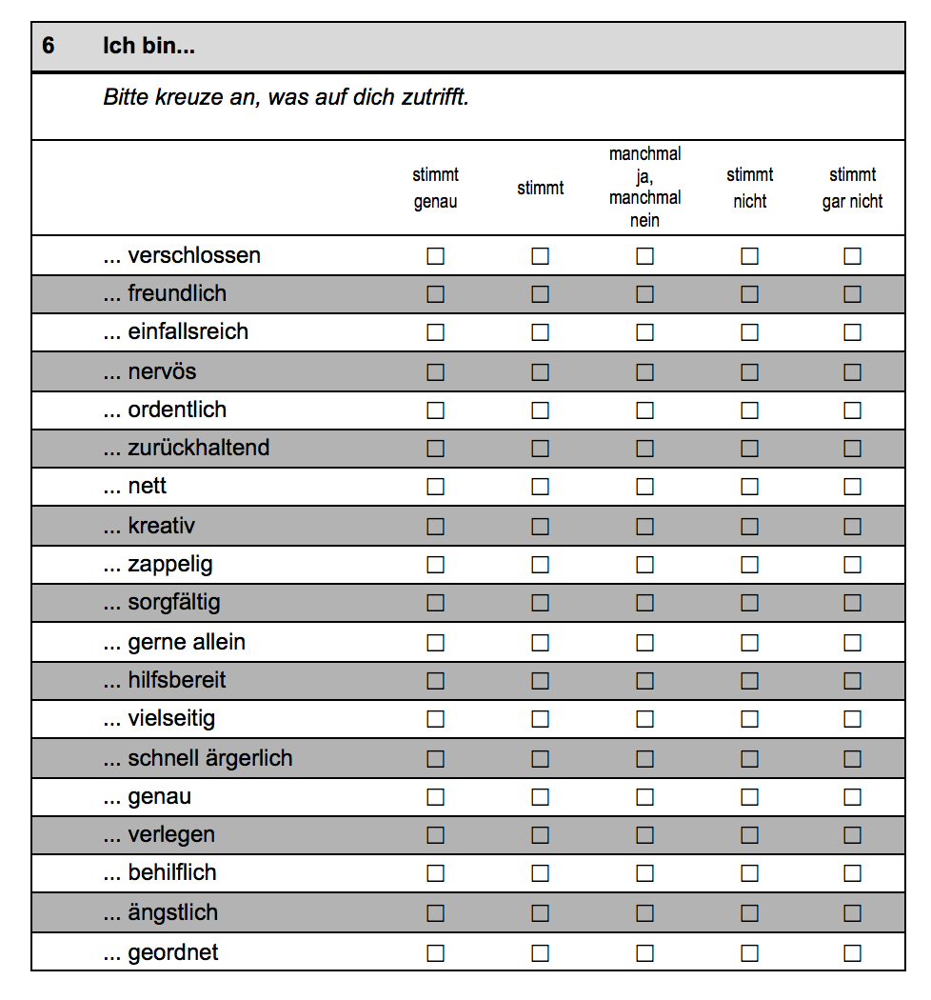 6 Ich bin...
Bitte kreuze an, was auf dich zutrifft.
stimmt genau
stimmt
manchmal ja, manchmal nein
stimmt nicht
stimmt gar nicht
... verschlossen
... freundlich
... einfallsreich
... nervös
... ordentlich
... zurückhaltend
... nett
... kreativ
... zappelig
... sorgfältig
... gerne allein
... hilfsbereit
... vielseitig
... schnell ärgerlich
... genau
... verlegen
... behilflich
... ängstlich
... geordnet